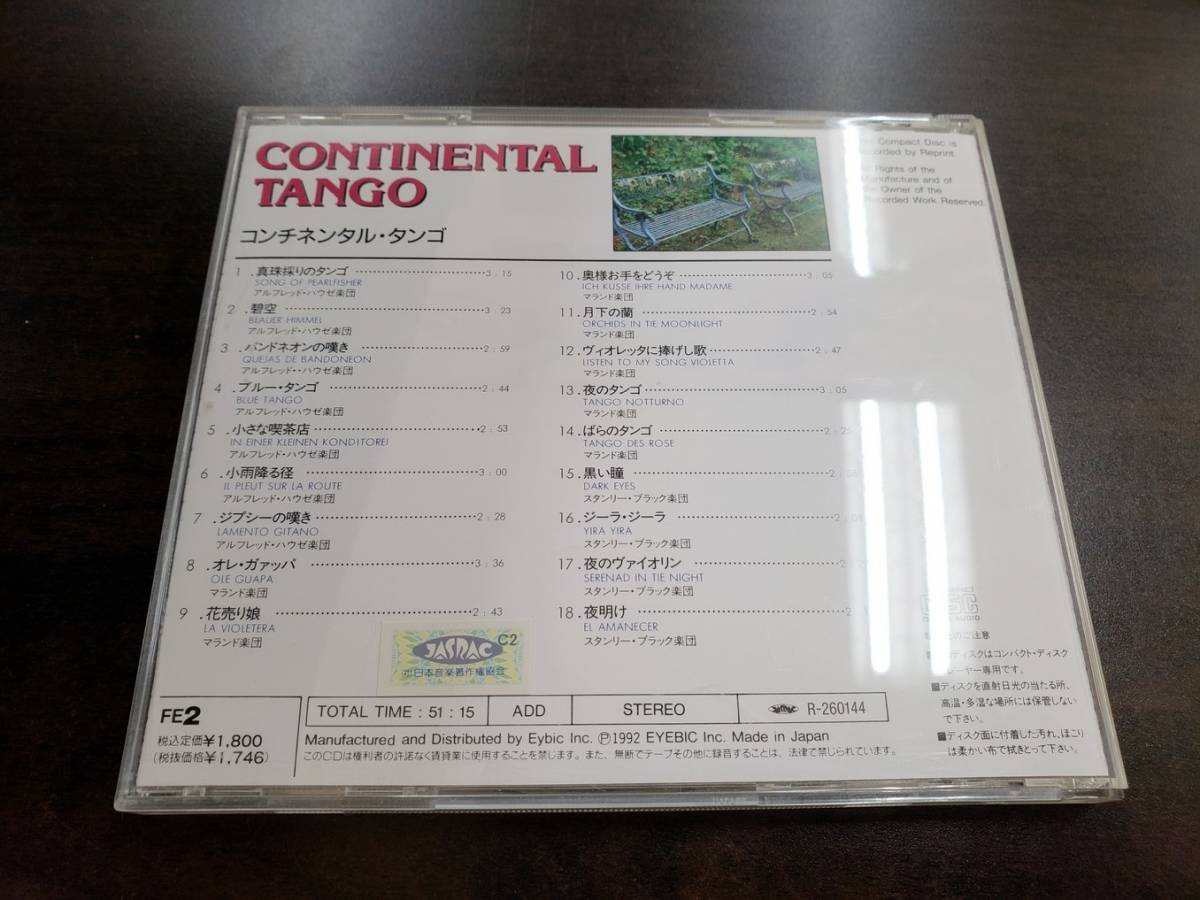 CONTINENTAL
TANGO
コンチネンタル・タンゴ
Compact Disc is
by Reprint
Rights of the
Manufacture and of
the Owner of the
Recorded Work Reserved.
1 .真珠採りのタンゴ 3:15
SONG OF PEARLFISHER
アルフレッド・ハウゼ楽団
2 .碧空 3:23
BLAUER HIMMEL
アルフレッド・ハウゼ楽団
3 .バンドネオンの嘆き 2:59
QUEJAS DE BANDONEON
アルフレッド・ハウゼ楽団
4 .ブルー・タンゴ 2:44
BLUE TANGO
アルフレッド・ハウゼ楽団
5 .小さな喫茶店 2:53
IN EINER KLEINEN KONDITOREI
アルフレッド・ハウゼ楽団
6 .小雨降る径 3:00
IL PLEUT SUR LA ROUTE
アルフレッド・ハウゼ楽団
7 .ジプシーの嘆き 2:28
LAMENTO GITANO
アルフレッド・ハウゼ楽団
8 .オレ・ガァッパ 3:36
OLE GUAPA
マランド楽団
9 .花売り娘 2:43
LA VIOLETERA
マランド楽団
10.奥様お手をどうぞ 3:05
ICH KUSSE IHRE HAND MADAME
マランド楽団
11.月下の蘭 2:54
ORCHIDS IN TIE MOONLIGHT
マランド楽団
12.ヴィオレッタに捧げし歌 2:47
LISTEN TO MY SONG VIOLETTA
マランド楽団
13.夜のタンゴ 3:05
TANGO NOTTURNO
マランド楽団
14.ばらのタンゴ
TANGO DES ROSE
マランド楽団
15.黒い瞳
DARK EYES
スタンリー・ブラック楽団
16.ジーラ・ジーラ
YIRA YIRA
スタンリー・ブラック楽団
17.夜のヴァイオリン
SERENAD IN TIE NIGHT
スタンリー・ブラック楽団
18.夜明け
EL AMANECER
スタンリー・ブラック楽団
JASRAC C2
日本音楽著作権協会
のご注意
ディスクはコンパクト・ディスク
レーヤー専用です。
■ディスクを直射日光の当たる所、
高温・多湿な場所には保管しない
で下さい。
■ディスク面に付着した汚れ、ほこり
は柔かい布で拭きとって下さい。
FE2
税込定価¥1,800
(税抜価格¥1,746)
TOTAL TIME : 51 : 15 ADD STEREO R-260144
Manufactured and Distributed by Eybic Inc. Ⓟ1992 EYEBIC Inc. Made in Japan
このCDは権利者の許諾なく賃貸業に使用することを禁じます。また、無断でテープその他に録音することは、法律で禁じられています。